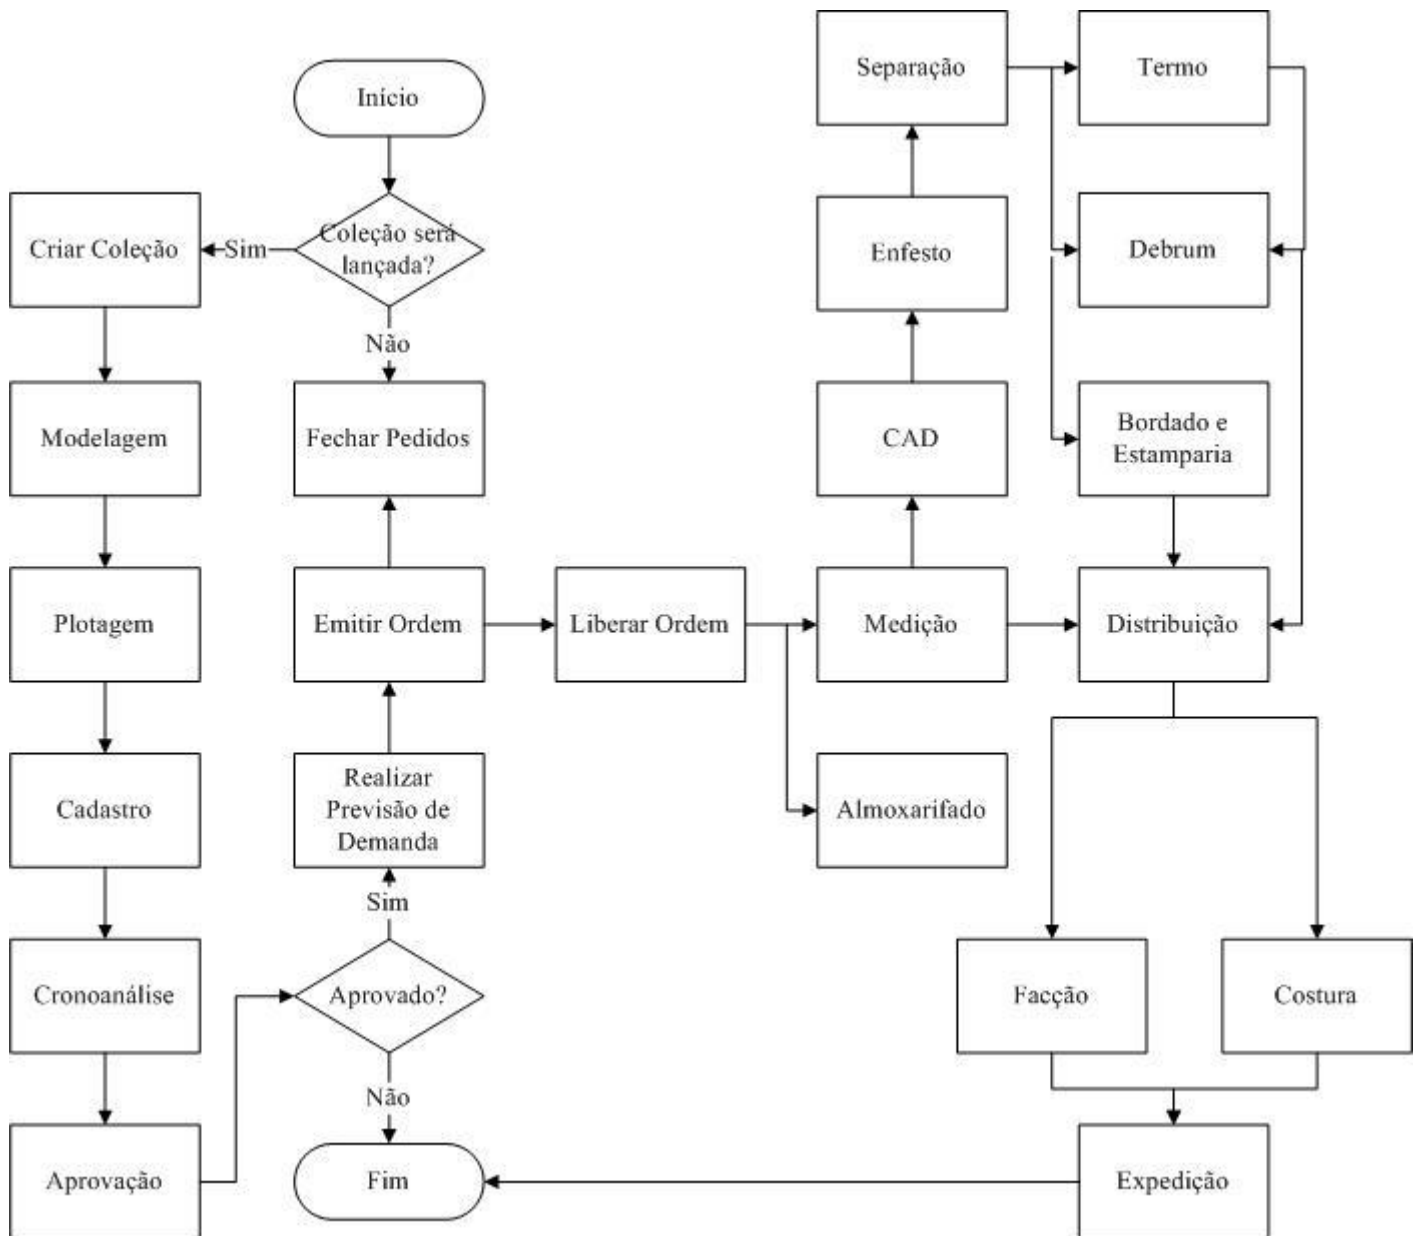 Início
Coleção será
lançada?
Sim
Criar Coleção
Não
Modelagem
Fechar Pedidos
Plotagem
Emitir Ordem
Liberar Ordem
Cadastro
Realizar
Previsão de
Demanda
Sim
Cronoanálise
Aprovado?
Não
Aprovação
Fim
Separação
Termo
Enfesto
Debrum
CAD
Bordado e
Estamparia
Medição
Distribuição
Almoxarifado
Facção
Costura
Expedição